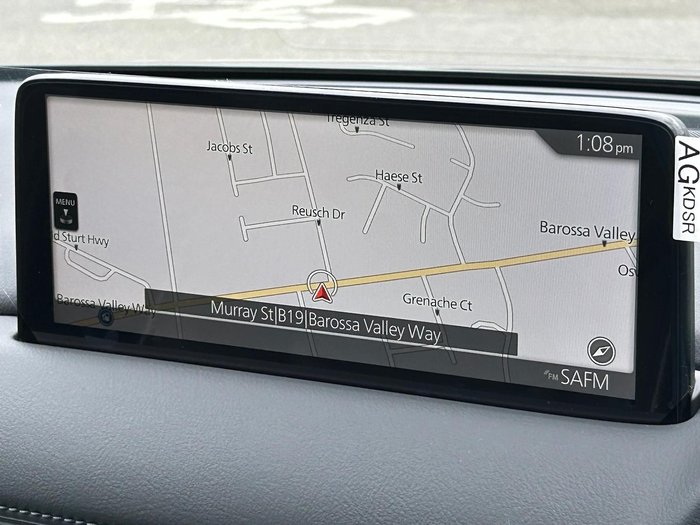 Tregenza St
1:08 pm
Jacobs St
AG
KDSR
Haese St
MENU
Reusch Dr
Barossa Valley
d Sturt Hwy
Os
Barossa Valley Way
Grenache Ct
Murray St|B19|Barossa Valley Way
FM SAFM